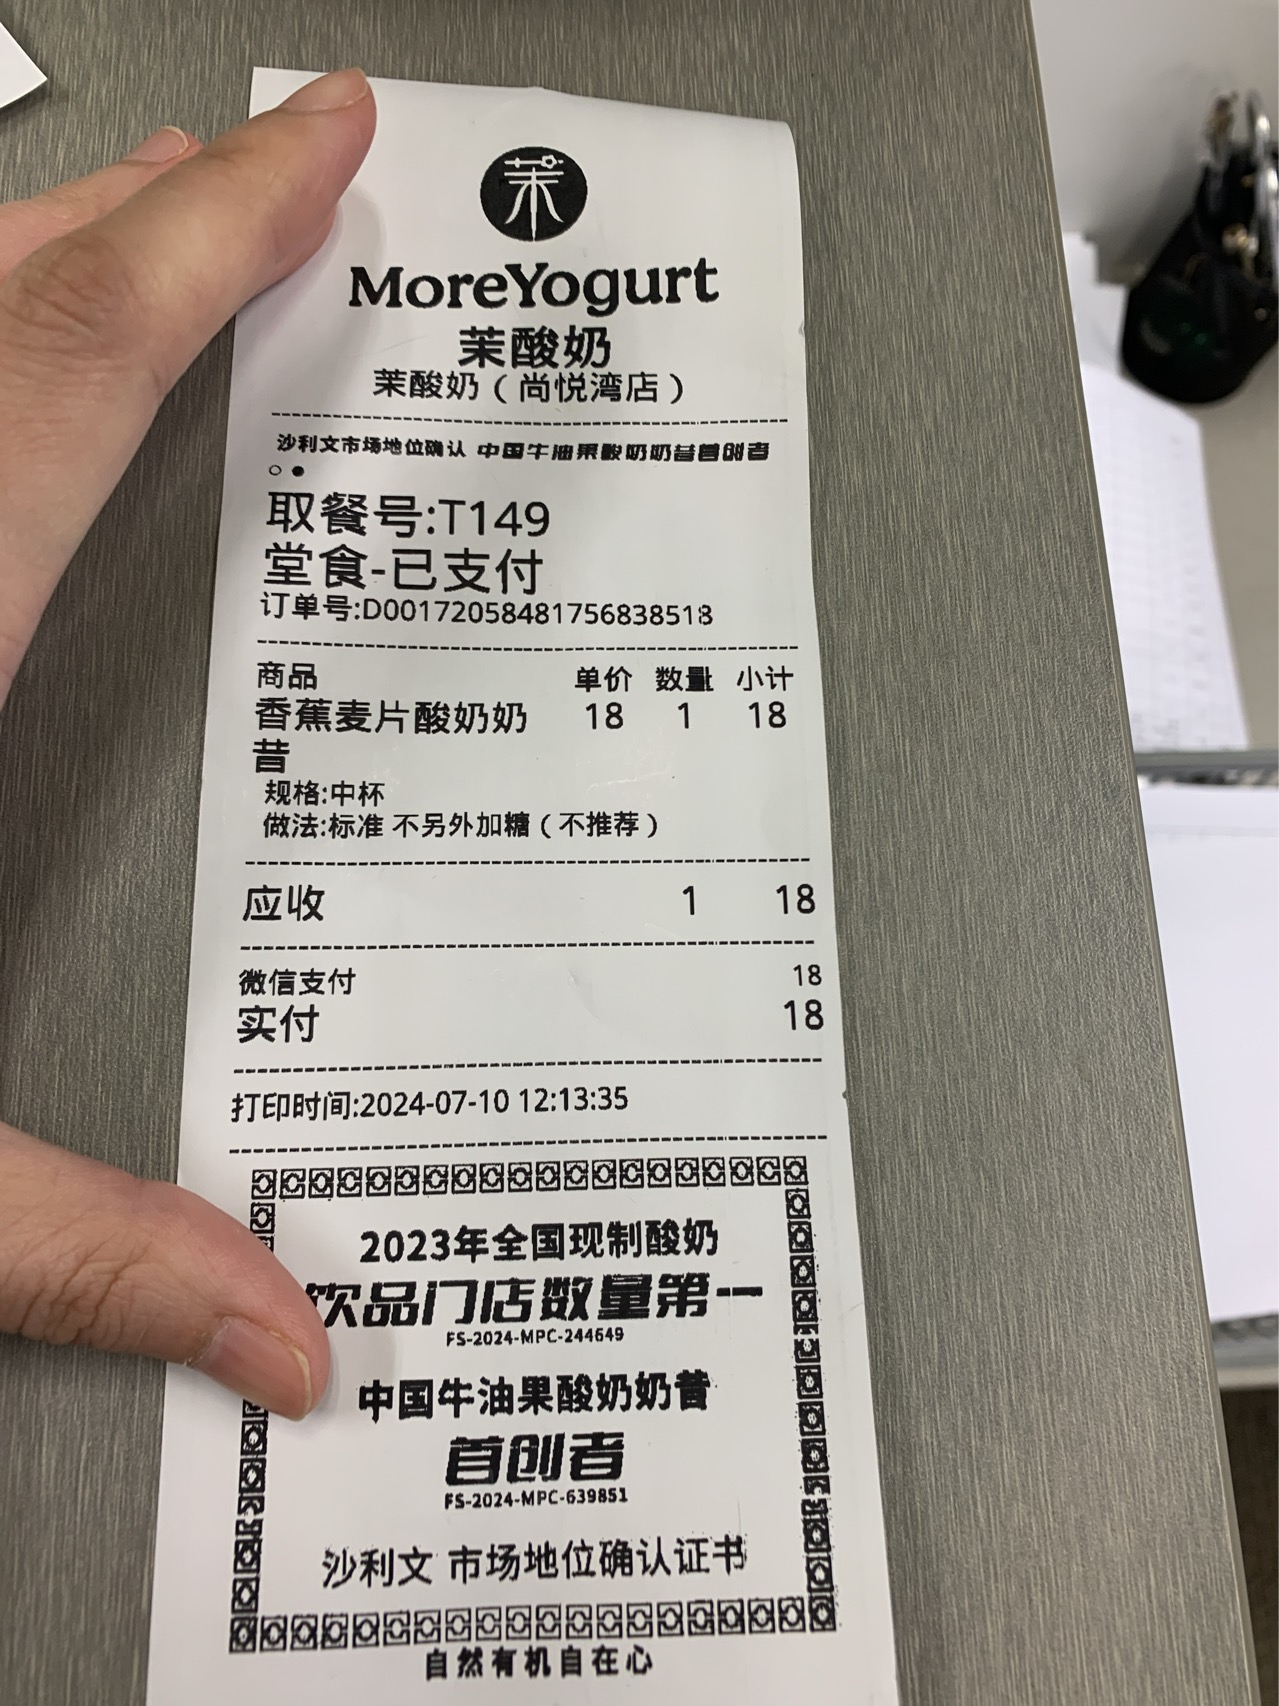 茉
MoreYogurt
茉酸奶
茉酸奶（尚悦湾店）
沙利文市场地位确认 中国牛油果酸奶奶昔首创者
取餐号:T149
堂食-已支付
订单号:D00172058481756838518
商品 单价 数量 小计
香蕉麦片酸奶奶 18 1 18
昔
规格:中杯
做法:标准 不另外加糖（不推荐）
应收 1 18
微信支付 18
实付 18
打印时间:2024-07-10 12:13:35
2023年全国现制酸奶
饮品门店数量第一
FS-2024-MPC-244649
中国牛油果酸奶奶昔
首创者
FS-2024-MPC-639851
沙利文 市场地位确认证书
自然有机自在心